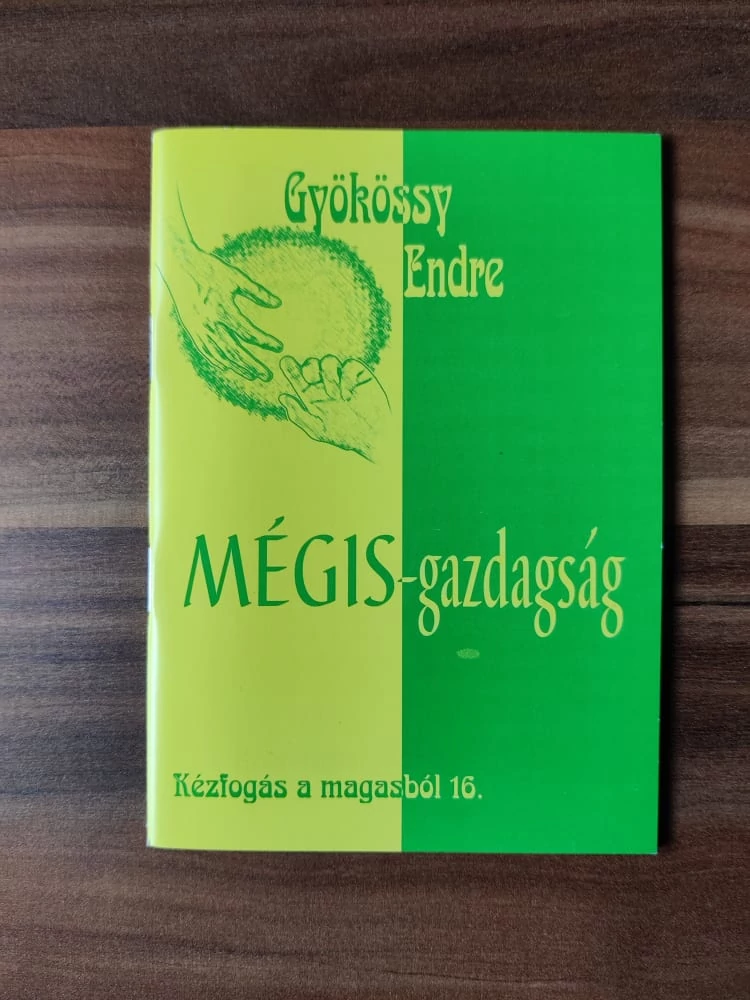 Gyökössy
Endre
MÉGIS-gazdagság
Kézfogás a magasból 16.